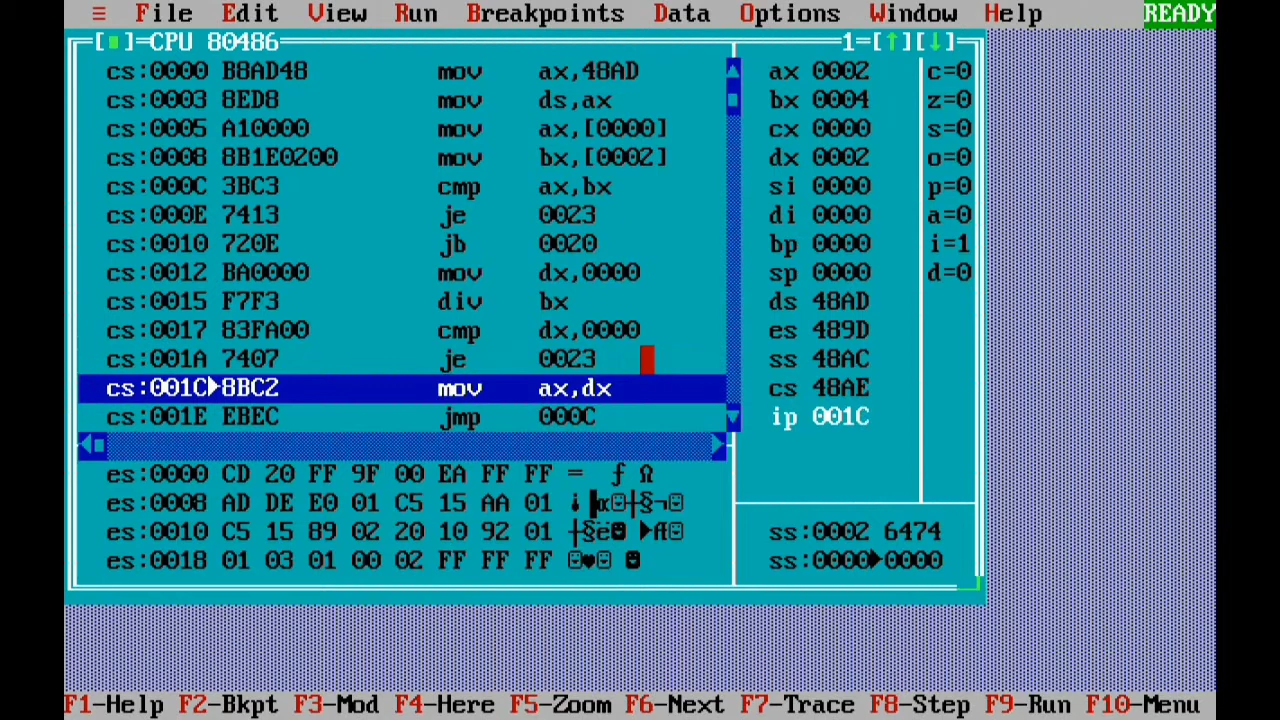 ≡ File Edit View Run Breakpoints Data Options Window Help READY
[■]=CPU 80486 1=[↑][↓]
cs:0000 B8AD48 mov ax,48AD ax 0002 c=0
cs:0003 8ED8 mov ds,ax bx 0004 z=0
cs:0005 A10000 mov ax,[0000] cx 0000 s=0
cs:0008 8B1E0200 mov bx,[0002] dx 0002 o=0
cs:000C 3BC3 cmp ax,bx si 0000 p=0
cs:000E 7413 je 0023 di 0000 a=0
cs:0010 720E jb 0020 bp 0000 i=1
cs:0012 BA0000 mov dx,0000 sp 0000 d=0
cs:0015 F7F3 div bx ds 48AD
cs:0017 83FA00 cmp dx,0000 es 489D
cs:001A 7407 je 0023 ss 48AC
cs:001C►8BC2 mov ax,dx cs 48AE
cs:001E EBEC jmp 000C ip 001C
es:0000 CD 20 FF 9F 00 EA FF FF = ƒ Ω
es:0008 AD DE E0 01 C5 15 AA 01 ¡▐α☺┼§¬☺
es:0010 C5 15 89 02 20 10 92 01 ┼§ë☻ ►Æ☺ ss:0002 6474
es:0018 01 03 01 00 02 FF FF FF ☺♥☺ ☻ ss:0000►0000
F1-Help F2-Bkpt F3-Mod F4-Here F5-Zoom F6-Next F7-Trace F8-Step F9-Run F10-Menu